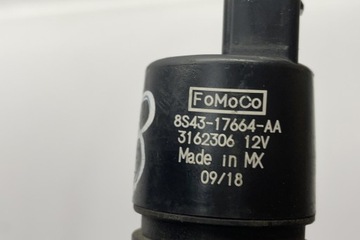 FoMoCo
8S43-17664-AA
3162306 12V
Made in MX
09/18